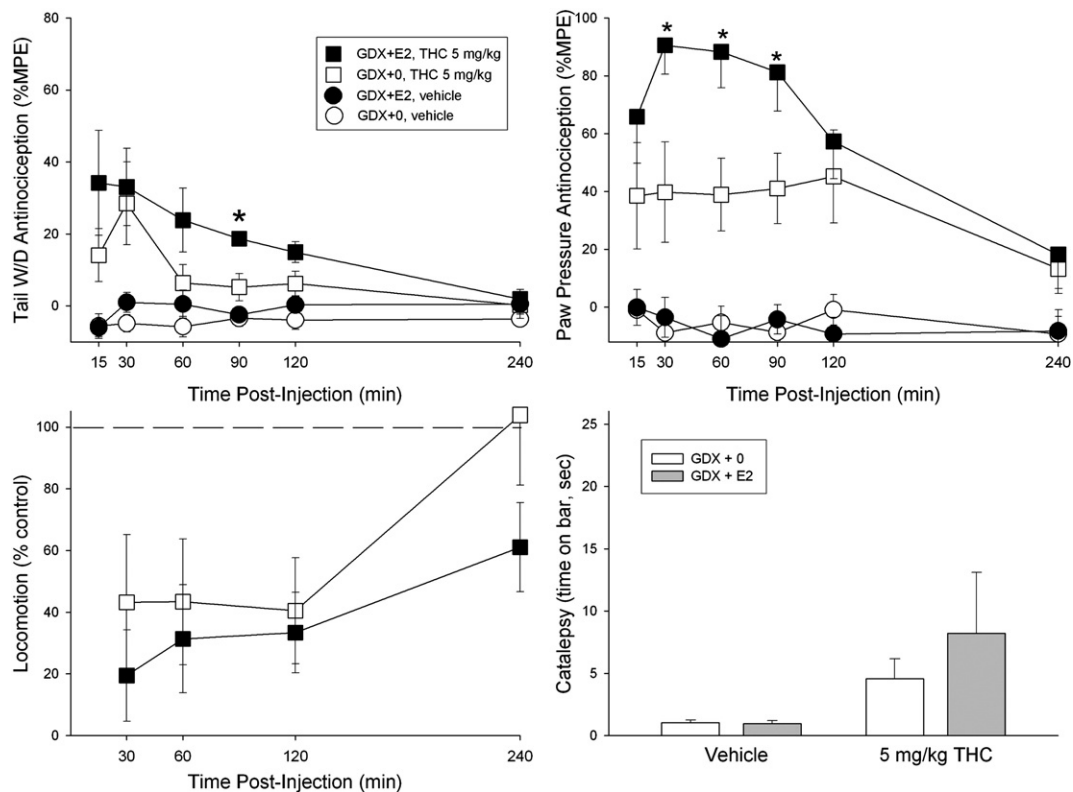 80
60
40
20
0
Tail W/D Antinociception (%MPE)
GDX+E2, THC 5 mg/kg
GDX+0, THC 5 mg/kg
GDX+E2, vehicle
GDX+0, vehicle
*
15 30 60 90 120 240
Time Post-Injection (min)
100
80
60
40
20
0
Paw Pressure Antinociception (%MPE)
* * *
15 30 60 90 120 240
Time Post-Injection (min)
100
80
60
40
20
0
Locomotion (% control)
30 60 120 240
Time Post-Injection (min)
25
20
15
10
5
0
Catalepsy (time on bar, sec)
GDX + 0
GDX + E2
Vehicle 5 mg/kg THC